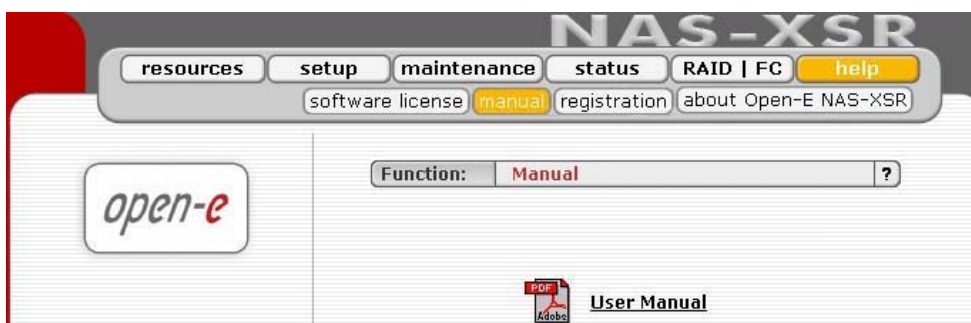 NAS-XSR
resources setup maintenance status RAID | FC help
software license manual registration about Open-E NAS-XSR
Function: Manual ?
open-e
PDF
Adobe
User Manual